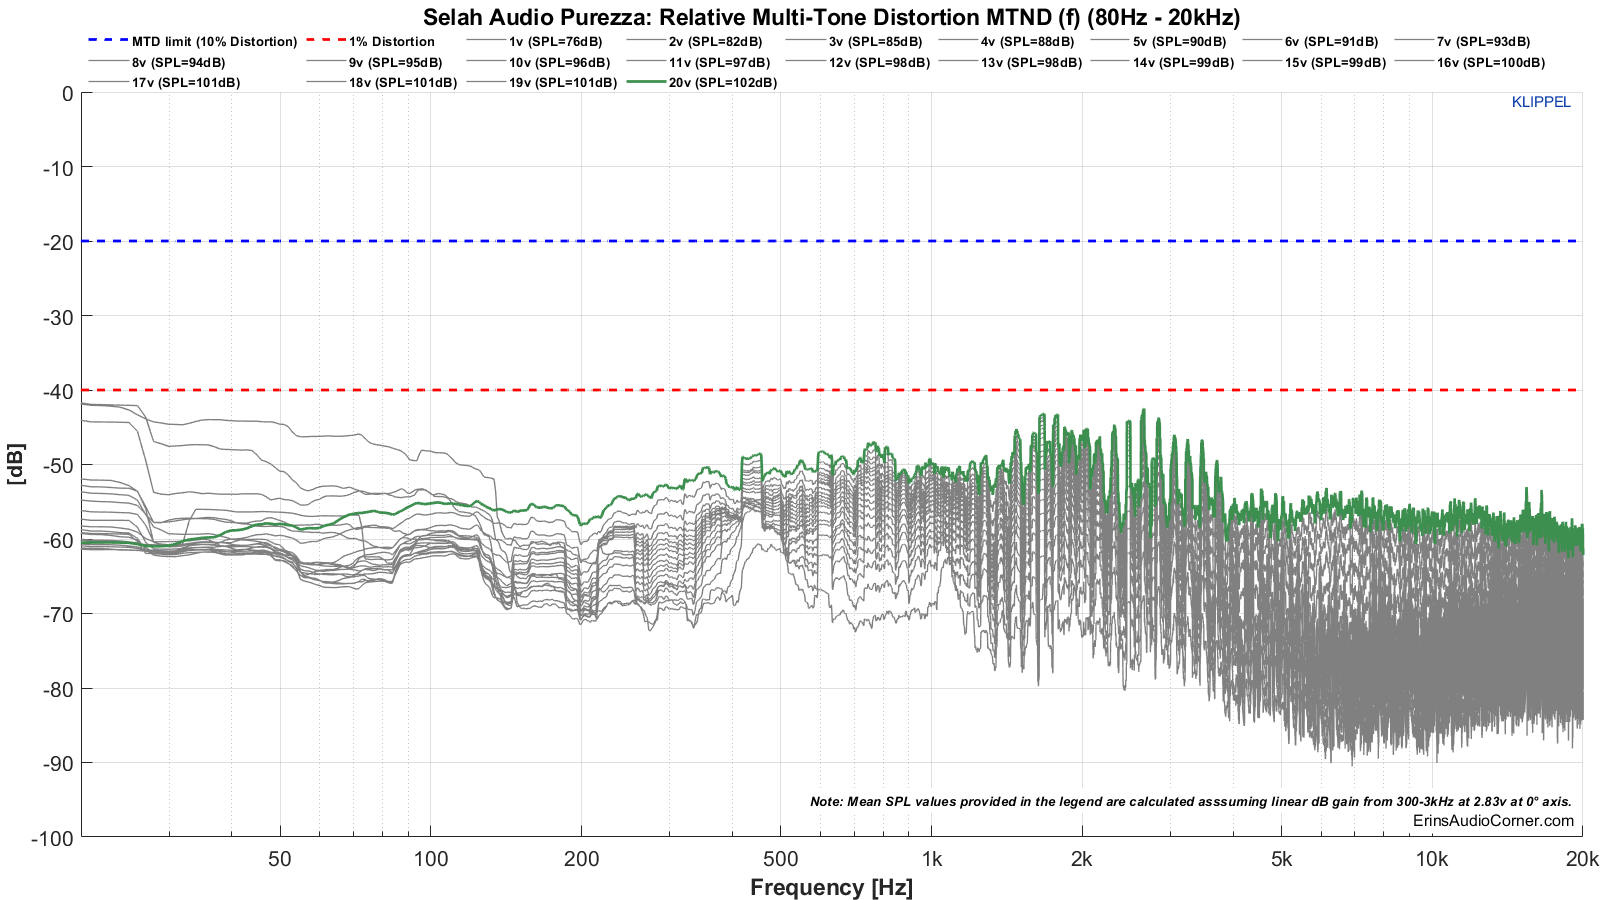 Selah Audio Purezza: Relative Multi-Tone Distortion MTND (f) (80Hz - 20kHz)
MTD limit (10% Distortion) 1% Distortion 1v (SPL=76dB) 2v (SPL=82dB) 3v (SPL=85dB) 4v (SPL=88dB) 5v (SPL=90dB) 6v (SPL=91dB) 7v (SPL=93dB)
8v (SPL=94dB) 9v (SPL=95dB) 10v (SPL=96dB) 11v (SPL=97dB) 12v (SPL=98dB) 13v (SPL=98dB) 14v (SPL=99dB) 15v (SPL=99dB) 16v (SPL=100dB)
17v (SPL=101dB) 18v (SPL=101dB) 19v (SPL=101dB) 20v (SPL=102dB)
KLIPPEL
0
-10
-20
-30
-40
-50
-60
-70
-80
-90
-100
[dB]
Note: Mean SPL values provided in the legend are calculated asssuming linear dB gain from 300-3kHz at 2.83v at 0° axis.
ErinsAudioCorner.com
50 100 200 500 1k 2k 5k 10k 20k
Frequency [Hz]